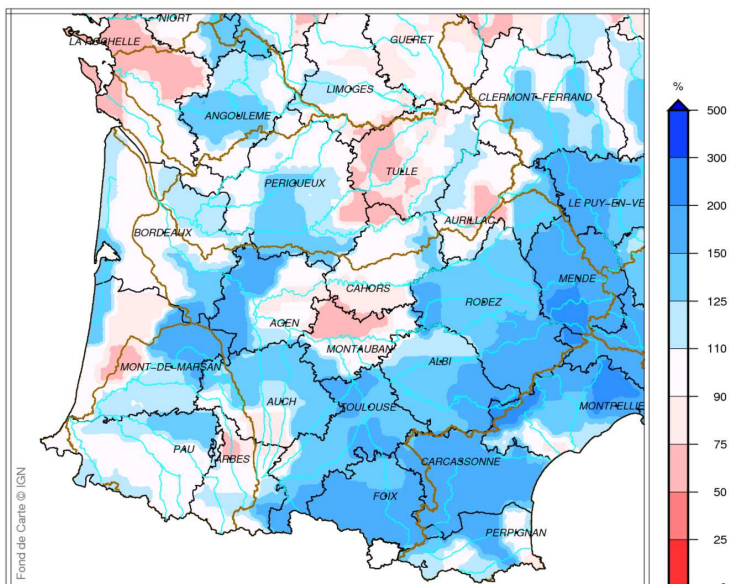 NIORT
LA ROCHELLE
GUERET
%
LIMOGES
CLERMONT-FERRAND
500
ANGOULEME
300
TULLE
PERIGUEUX
LE PUY-EN-VE
200
AURILLAC
BORDEAUX
150
MENDE
CAHORS
RODEZ
125
AGEN
MONTAUBAN
110
ALBI
MONT-DE-MARSAN
90
AUCH
TOULOUSE
MONTPELLIE
75
PAU
TARBES
CARCASSONNE
50
FOIX
PERPIGNAN
25
Fond de Carte © IGN